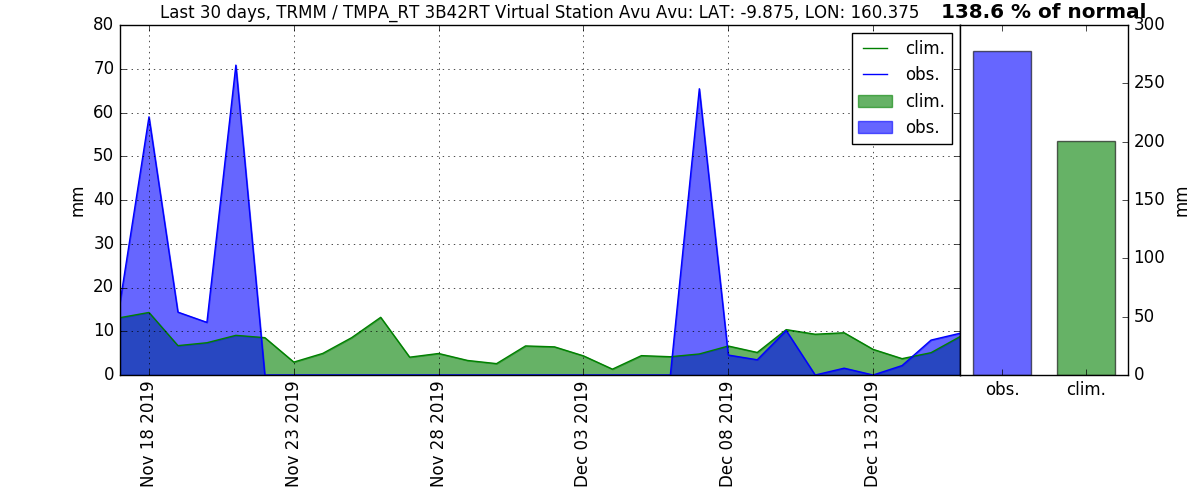 Last 30 days, TRMM / TMPA_RT 3B42RT Virtual Station Avu Avu: LAT: -9.875, LON: 160.375
138.6 % of normal
80
70
60
50
40
30
20
10
0
mm
clim.
obs.
clim.
obs.
300
250
200
150
100
50
0
mm
Nov 18 2019
Nov 23 2019
Nov 28 2019
Dec 03 2019
Dec 08 2019
Dec 13 2019
obs.
clim.